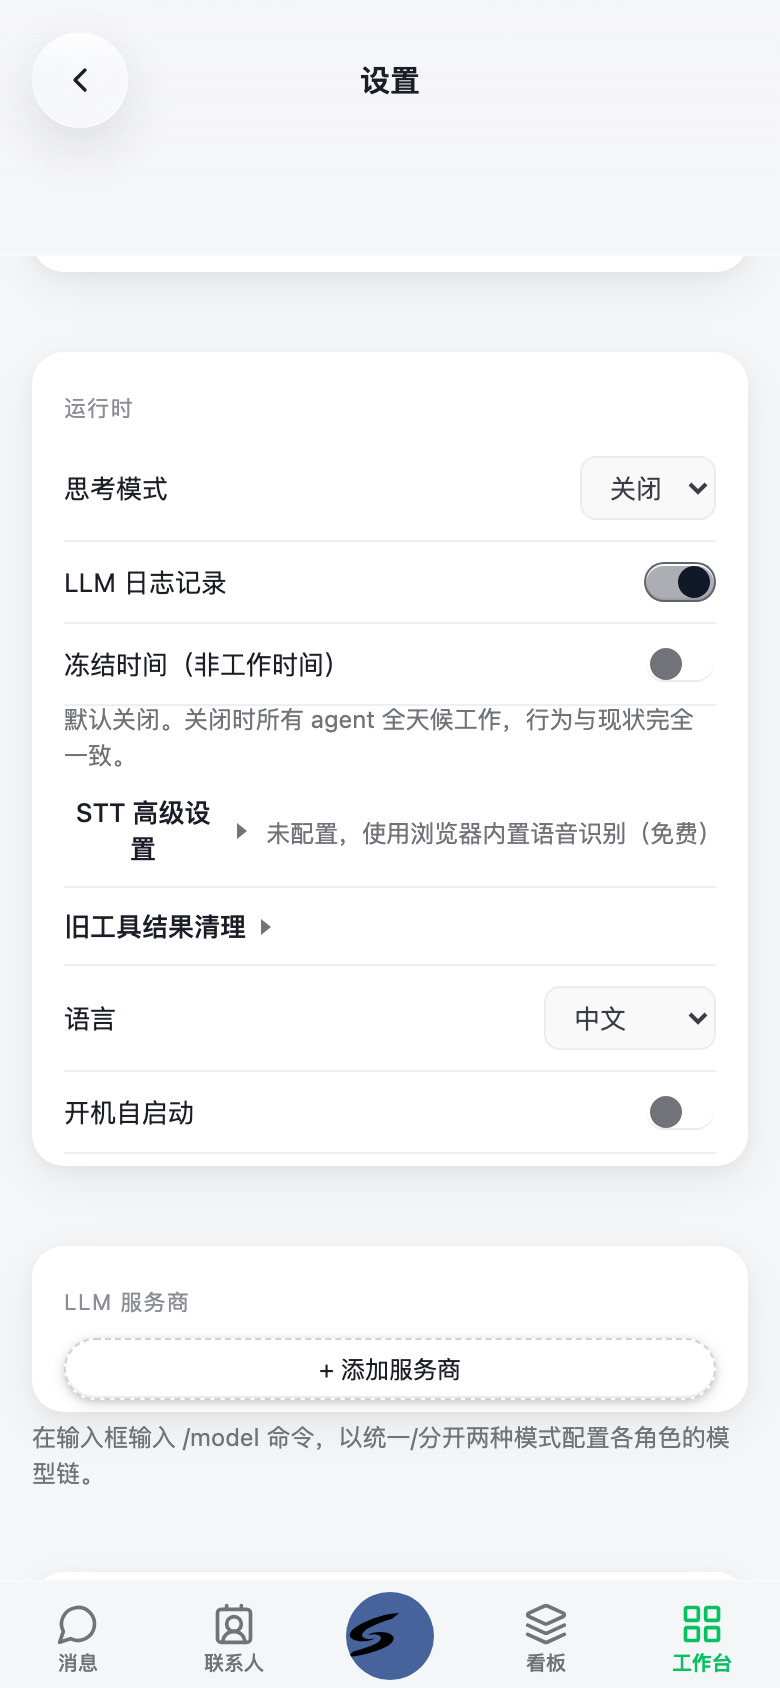 设置
运行时
思考模式
关闭
LLM 日志记录
冻结时间（非工作时间）
默认关闭。关闭时所有 agent 全天候工作，行为与现状完全
一致。
STT 高级设
置
未配置，使用浏览器内置语音识别（免费）
旧工具结果清理
语言
中文
开机自启动
LLM 服务商
+ 添加服务商
在输入框输入 /model 命令，以统一/分开两种模式配置各角色的模
型链。
消息
联系人
看板
工作台